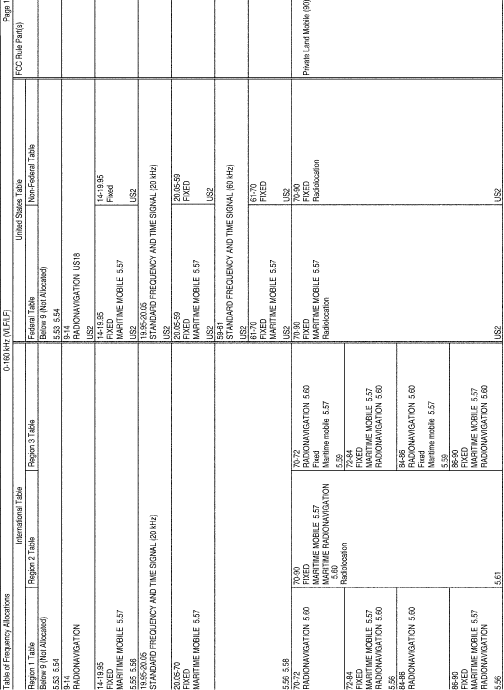 Table of Frequency Allocations
0-160 kHz (VLF/LF)
Page 1
International Table
United States Table
FCC Rule Part(s)
Region 1 Table
Region 2 Table
Region 3 Table
Federal Table
Non-Federal Table
Below 9 (Not Allocated)
5.53 5.54
9-14
RADIONAVIGATION
14-19.95
FIXED
MARITIME MOBILE 5.57
5.55 5.56
19.95-20.05
STANDARD FREQUENCY AND TIME SIGNAL (20 kHz)
20.05-70
FIXED
MARITIME MOBILE 5.57
5.56 5.58
70-72
RADIONAVIGATION 5.60
72-84
FIXED
MARITIME MOBILE 5.57
RADIONAVIGATION 5.60
5.56
84-86
RADIONAVIGATION 5.60
86-90
FIXED
MARITIME MOBILE 5.57
RADIONAVIGATION
70-90
FIXED
MARITIME MOBILE 5.57
MARITIME RADIONAVIGATION
5.60
Radiolocation
5.61
70-72
RADIONAVIGATION 5.60
Fixed
Maritime mobile 5.57
5.59
72-84
FIXED
MARITIME MOBILE 5.57
RADIONAVIGATION 5.60
84-86
RADIONAVIGATION 5.60
Fixed
Maritime mobile 5.57
5.59
86-90
FIXED
MARITIME MOBILE 5.57
RADIONAVIGATION 5.60
Below 9 (Not Allocated)
5.53 5.54
9-14
RADIONAVIGATION US18
US2
14-19.95
FIXED
MARITIME MOBILE 5.57
US2
14-19.95
Fixed
US2
19.95-20.05
STANDARD FREQUENCY AND TIME SIGNAL (20 kHz)
US2
20.05-59
FIXED
MARITIME MOBILE 5.57
US2
20.05-59
FIXED
US2
59-61
STANDARD FREQUENCY AND TIME SIGNAL (60 kHz)
US2
61-70
FIXED
MARITIME MOBILE 5.57
US2
61-70
FIXED
US2
70-90
FIXED
MARITIME MOBILE 5.57
Radiolocation
US2
70-90
FIXED
Radiolocation
US2
Private Land Mobile (90)